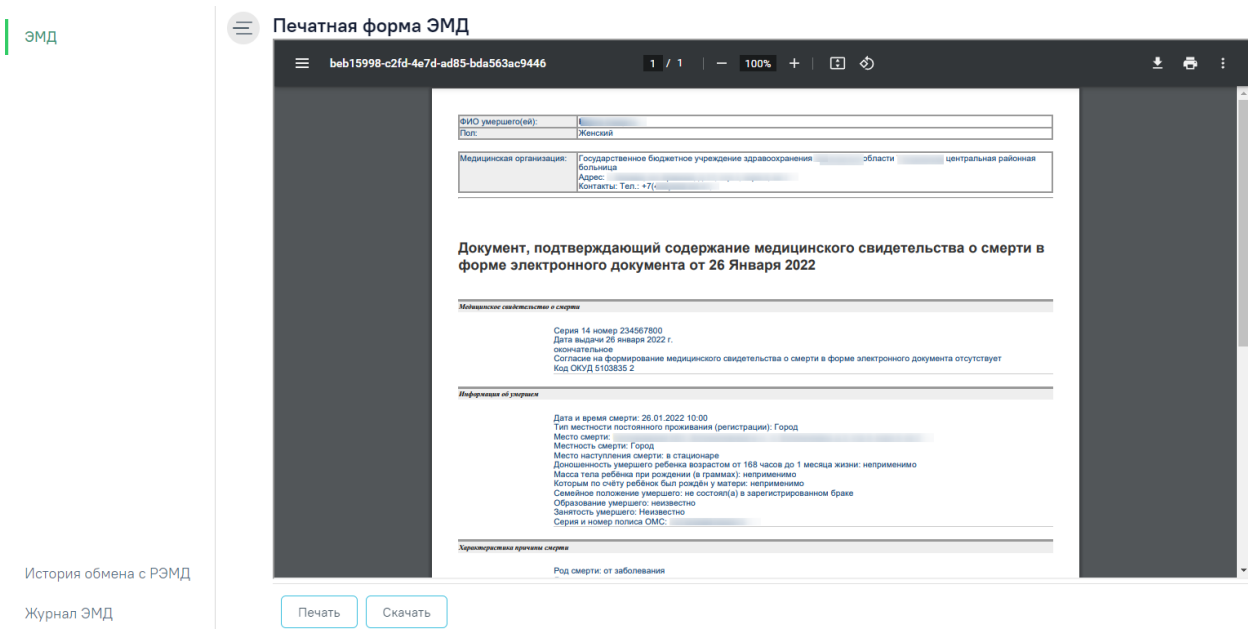 ЭМД
Печатная форма ЭМД
beb15998-c2fd-4e7d-ad85-bda563ac9446
1 / 1
100%
ФИО умершего(ей):
Пол: Женский
Медицинская организация: Государственное бюджетное учреждение здравоохранения области центральная районная
больница
Адрес:
Контакты: Тел.: +7(
Документ, подтверждающий содержание медицинского свидетельства о смерти в
форме электронного документа от 26 Января 2022
Медицинское свидетельство о смерти
Серия 14 номер 234567800
Дата выдачи 26 января 2022 г.
окончательное
Согласие на формирование медицинского свидетельства о смерти в форме электронного документа отсутствует
Код ОКУД 5103835 2
Информация об умершем
Дата и время смерти: 26.01.2022 10:00
Тип местности постоянного проживания (регистрации): Город
Место смерти:
Местность смерти: Город
Место наступления смерти: в стационаре
Доношенность умершего ребенка возрастом от 168 часов до 1 месяца жизни: неприменимо
Масса тела ребёнка при рождении (в граммах): неприменимо
Которым по счёту ребёнок был рождён у матери: неприменимо
Семейное положение умершего: не состоял(а) в зарегистрированном браке
Образование умершего: неизвестно
Занятость умершего: Неизвестно
Серия и номер полиса ОМС:
Характеристика причины смерти
Род смерти: от заболевания
История обмена с РЭМД
Журнал ЭМД
Печать
Скачать